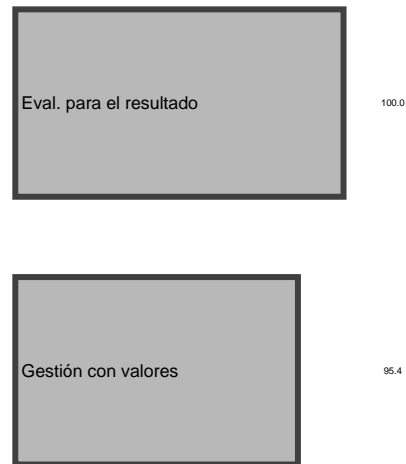 Eval. para el resultado
100.0
Gestión con valores
95.4